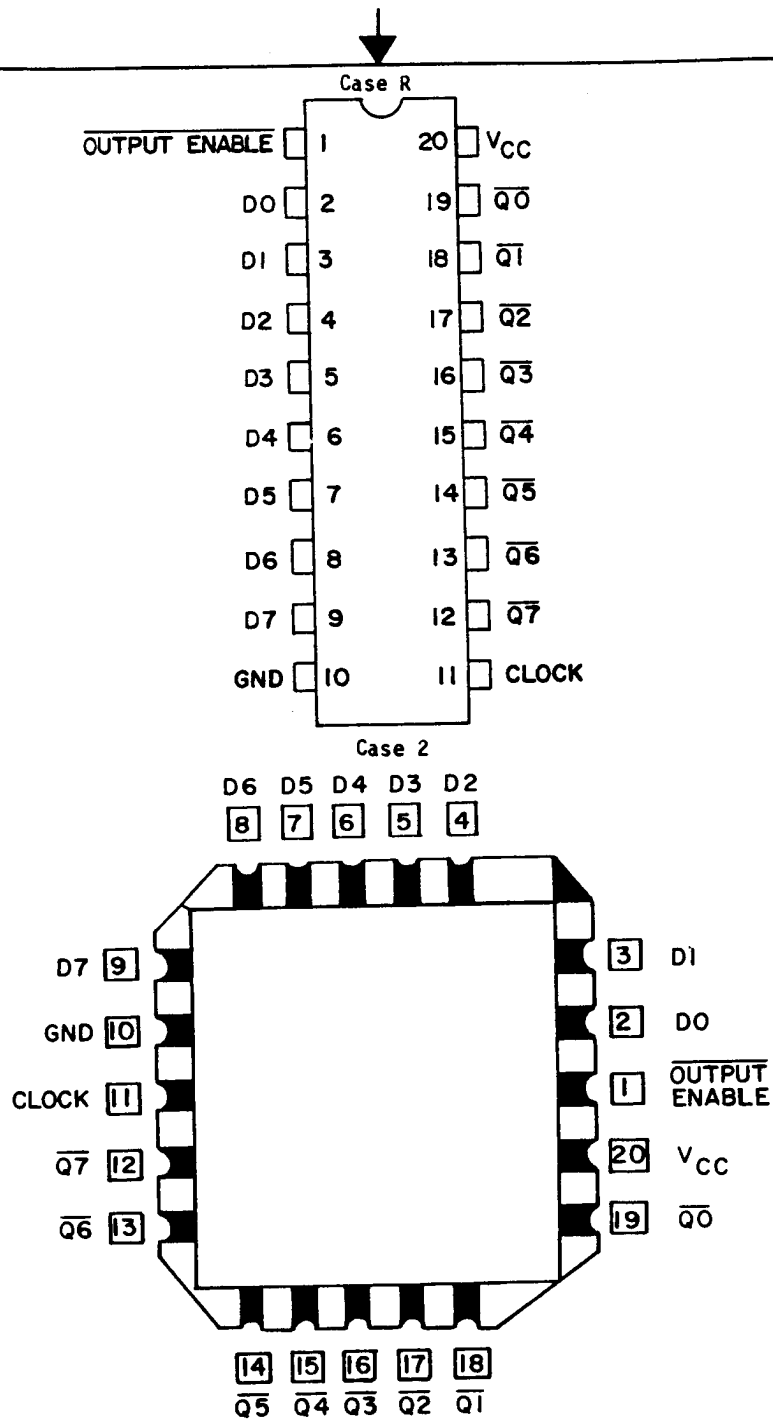 Case R
OUTPUT ENABLE 1 20 VCC
D0 2 19 Q0
D1 3 18 Q1
D2 4 17 Q2
D3 5 16 Q3
D4 6 15 Q4
D5 7 14 Q5
D6 8 13 Q6
D7 9 12 Q7
GND 10 11 CLOCK
Case 2
D6 D5 D4 D3 D2
8 7 6 5 4
D7 9 3 D1
GND 10 2 D0
CLOCK 11 1 OUTPUT
ENABLE
Q7 12 20 VCC
Q6 13 19 Q0
14 15 16 17 18
Q5 Q4 Q3 Q2 Q1